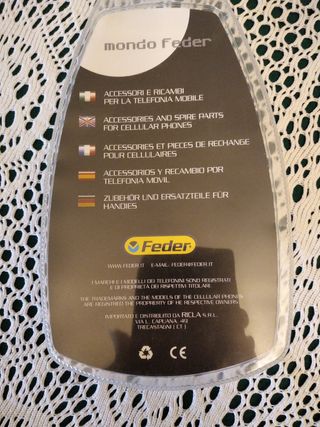 mondo Feder
ACCESSORI E RICAMBI
PER LA TELEFONIA MOBILE
ACCESSORIES AND SPIRE PARTS
FOR CELLULAR PHONES
ACCESSORIES ET PIECES DE RECHANGE
POUR CELLULAIRES
ACCESSORIOS Y RECAMBIO POR
TELEFONIA MOVIL
ZUBEHÖR UND ERSATZTEILE FÜR
HANDIES
Feder
WWW.FEDER.IT E-MAIL: FEDER@FEDER.IT
I MARCHI E I MODELLI DEI TELEFONINI SONO REGISTRATI
E DI PROPRIETÀ DEI RISPETTIVI TITOLARI
THE TRADEMARKS AND THE MODELS OF THE CELLULAR PHONES
ARE REGISTERED THE PROPERTY OF HE RESPECTIVE OWNERS
IMPORTATO E DISTRIBUITO DA RICLA S.R.L.
VIA L. CAPUANA, 49
TRECASTAGNI ( CT )
CE